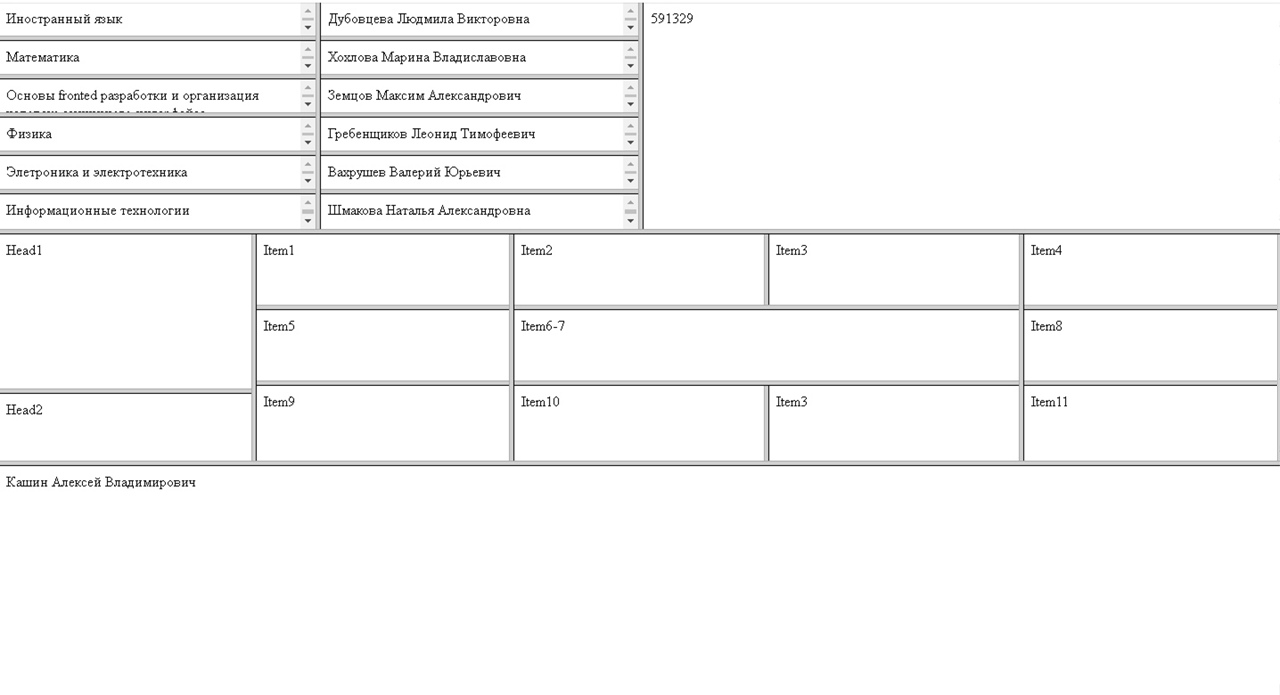 Иностранный язык
Дубовцева Людмила Викторовна
591329
Математика
Хохлова Марина Владиславовна
Основы fronted разработки и организация
Земцов Максим Александрович
Физика
Гребенщиков Леонид Тимофеевич
Элетроника и электротехника
Вахрушев Валерий Юрьевич
Информационные технологии
Шмакова Наталья Александровна
Head1
Item1
Item2
Item3
Item4
Item5
Item6-7
Item8
Head2
Item9
Item10
Item3
Item11
Кашин Алексей Владимирович